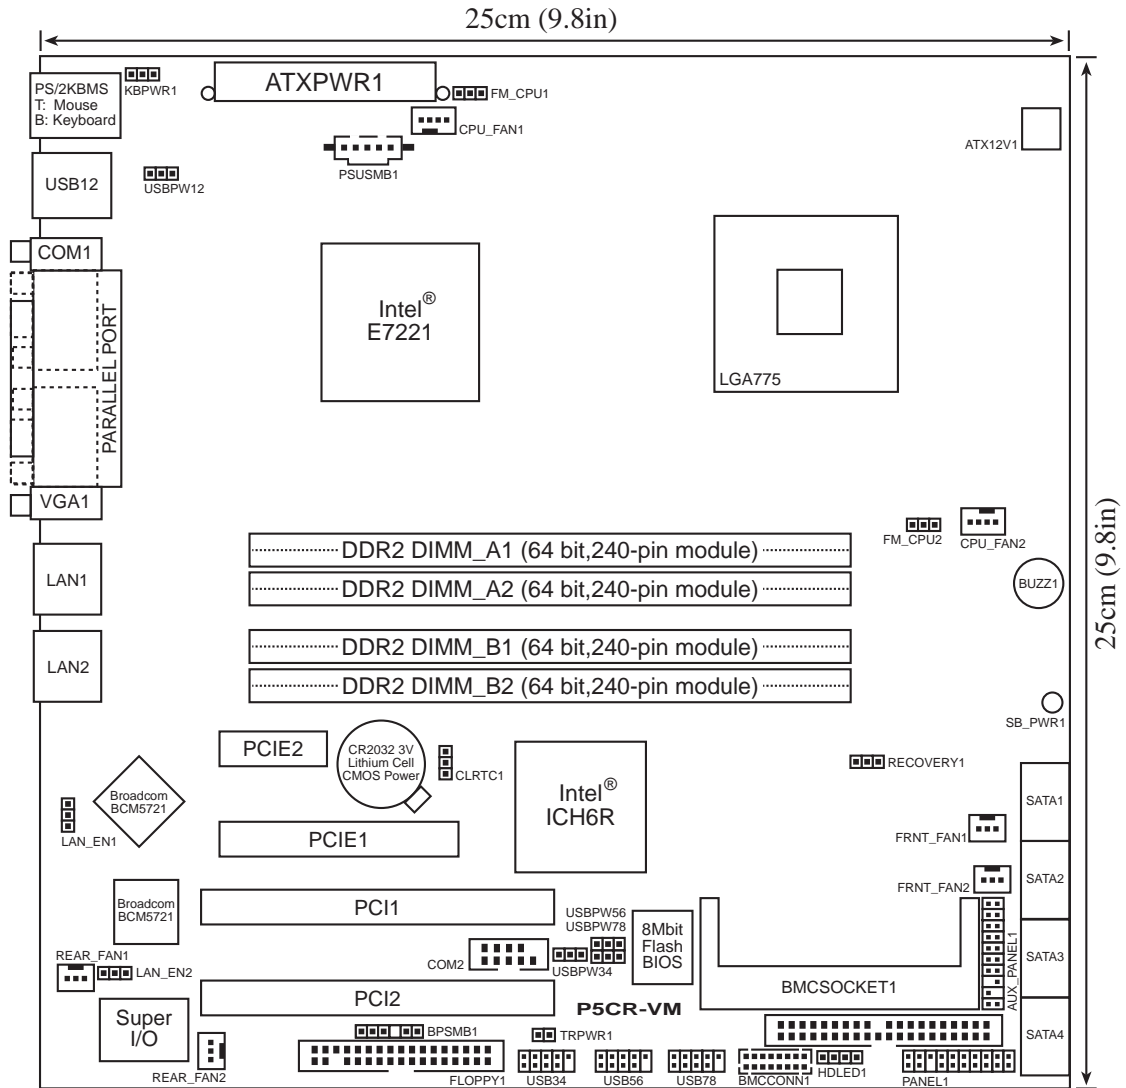 25cm (9.8in)
PS/2KBMS
T: Mouse
B: Keyboard
KBPWR1
ATXPWR1
FM_CPU1
CPU_FAN1
PSUSMB1
ATX12V1
USB12
USBPW12
COM1
PARALLEL PORT
Intel®
E7221
LGA775
VGA1
FM_CPU2
CPU_FAN2
25cm (9.8in)
LAN1
DDR2 DIMM_A1 (64 bit,240-pin module)
DDR2 DIMM_A2 (64 bit,240-pin module)
BUZZ1
LAN2
DDR2 DIMM_B1 (64 bit,240-pin module)
DDR2 DIMM_B2 (64 bit,240-pin module)
SB_PWR1
PCIE2
CR2032 3V
Lithium Cell
CMOS Power
CLRTC1
RECOVERY1
Broadcom
BCM5721
LAN_EN1
Intel®
ICH6R
SATA1
PCIE1
FRNT_FAN1
SATA2
FRNT_FAN2
Broadcom
BCM5721
PCI1
USBPW56
USBPW78
8Mbit
Flash
BIOS
AUX_PANEL1
SATA3
REAR_FAN1
LAN_EN2
COM2
USBPW34
BMCSOCKET1
PCI2
P5CR-VM
Super
I/O
BPSMB1
TRPWR1
SATA4
REAR_FAN2
FLOPPY1
USB34
USB56
USB78
BMCCONN1
HDLED1
PANEL1